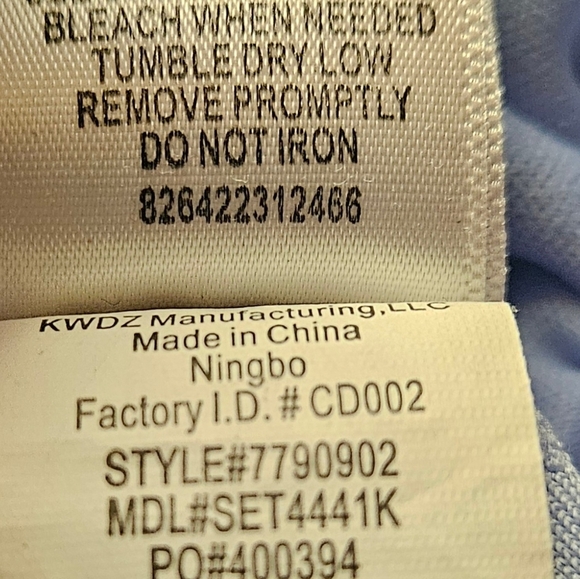 BLEACH WHEN NEEDED
TUMBLE DRY LOW
REMOVE PROMPTLY
DO NOT IRON
826422312466
KWDZ Manufacturing, LLC
Made in China
Ningbo
Factory I.D. # CD002
STYLE#7790902
MDL#SET4441K
PO#400394